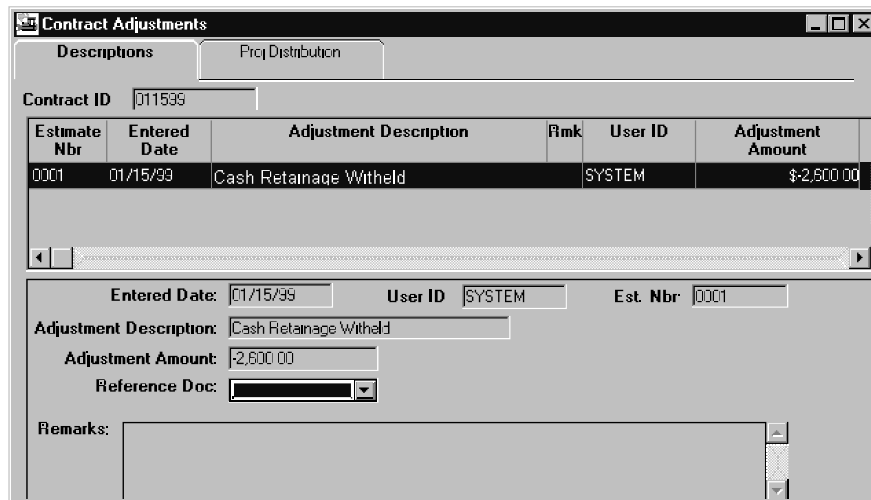 Contract Adjustments
Descriptions Proj Distribution
Contract ID 011599
Estimate Nbr Entered Date Adjustment Description Rmk User ID Adjustment Amount
0001 01/15/99 Cash Retainage Witheld SYSTEM $-2,600 00
Entered Date: 01/15/99 User ID SYSTEM Est. Nbr 0001
Adjustment Description: Cash Retainage Witheld
Adjustment Amount: -2,600 00
Reference Doc:
Remarks: